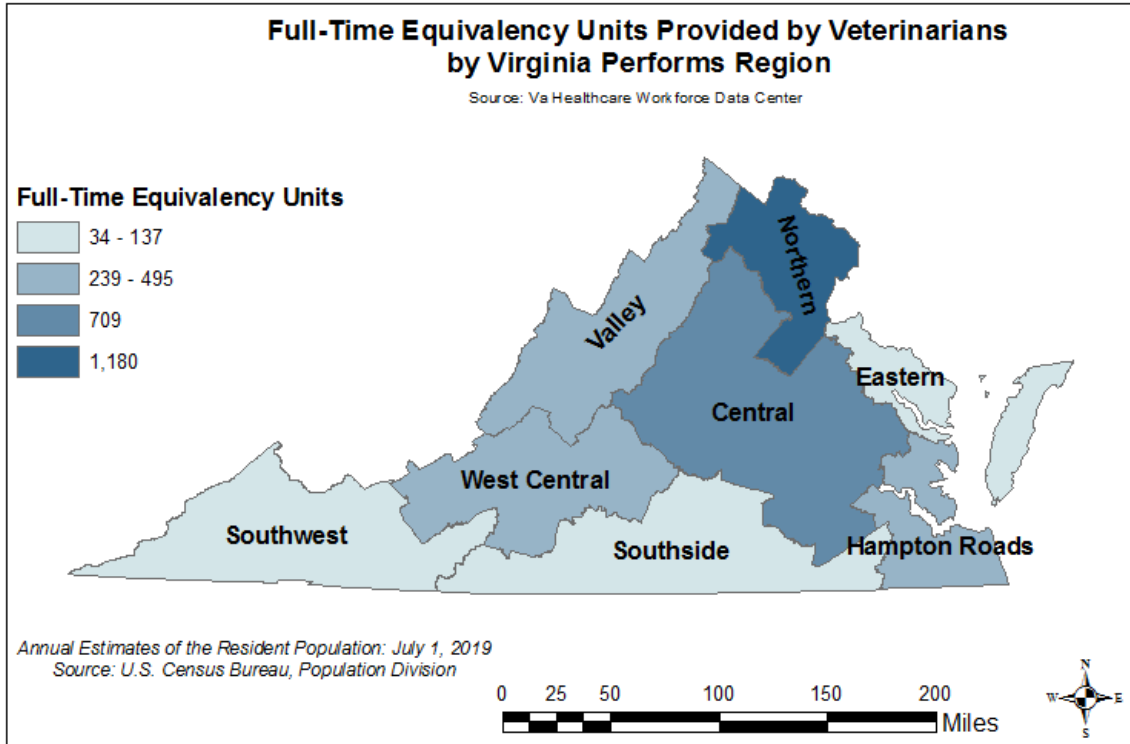 Full-Time Equivalency Units Provided by Veterinarians
by Virginia Performs Region
Source: Va Healthcare Workforce Data Center
Full-Time Equivalency Units
34 - 137
239 - 495
709
1,180
Northern
Valley
Eastern
Central
West Central
Southwest
Southside
Hampton Roads
Annual Estimates of the Resident Population: July 1, 2019
Source: U.S. Census Bureau, Population Division
0 25 50 100 150 200
Miles
N
W E
S